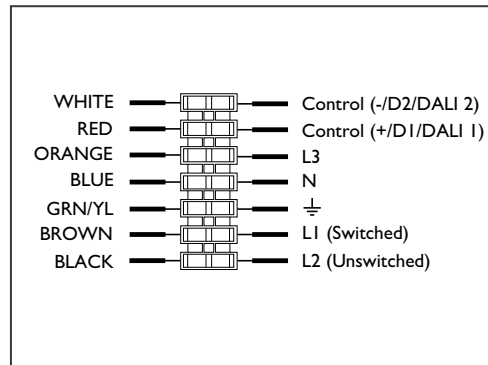 WHITE Control (-/D2/DALI 2)
RED Control (+/D1/DALI 1)
ORANGE L3
BLUE N
GRN/YL ⏚
BROWN L1 (Switched)
BLACK L2 (Unswitched)